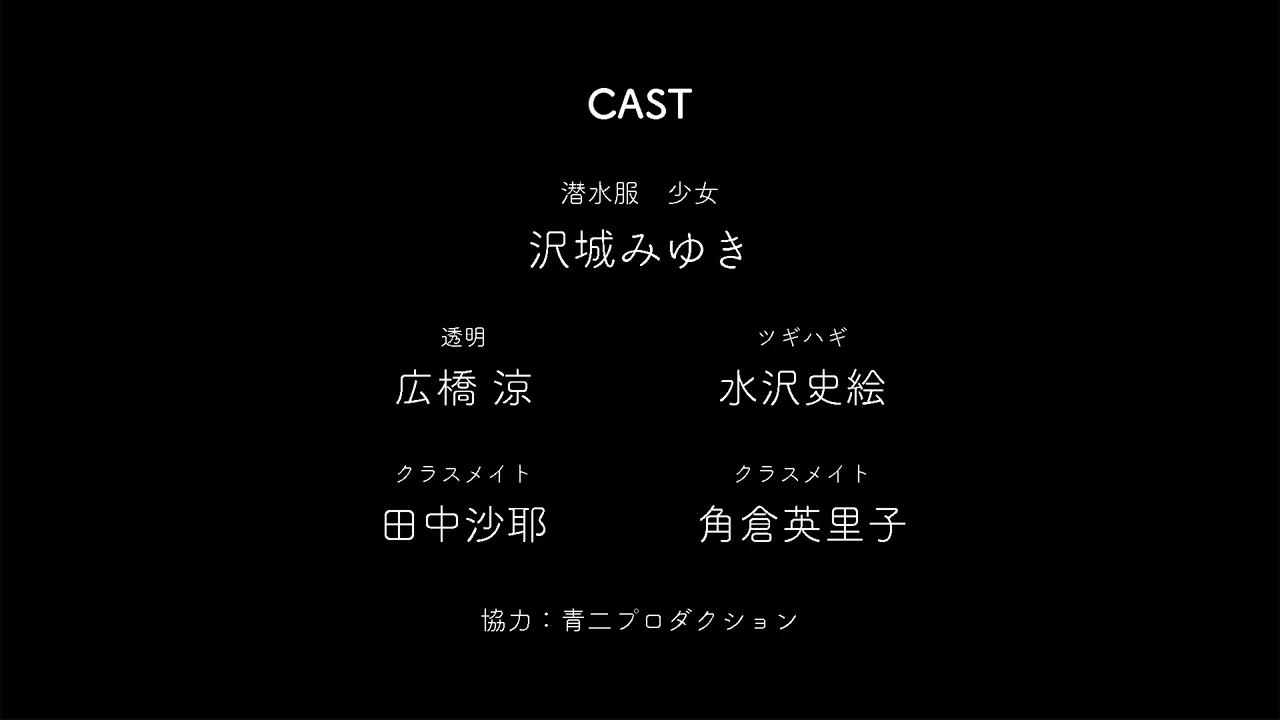 CAST
潜水服　少女
沢城みゆき
透明　ツギハギ
広橋 涼　水沢史絵
クラスメイト　クラスメイト
田中沙耶　角倉英里子
協力：青二プロダクション